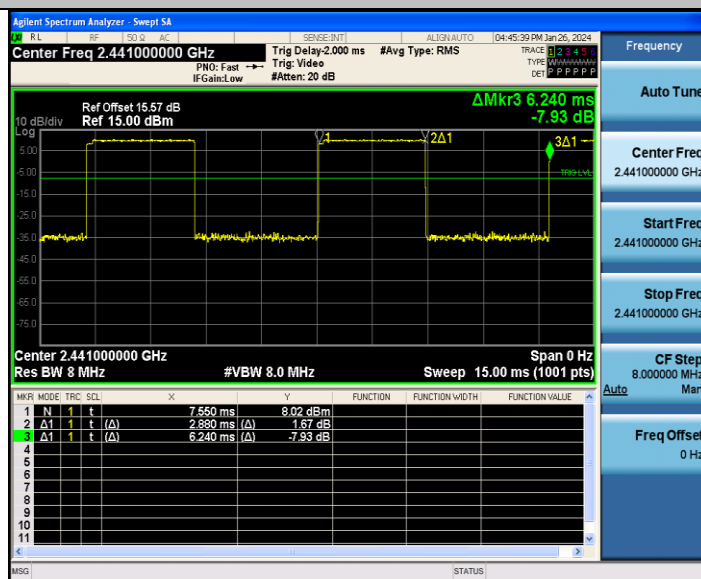 Agilent Spectrum Analyzer - Swept SA
RL RF 50 Ω AC SENSE:INT ALIGN AUTO 04:45:39 PM Jan 26, 2024
Center Freq 2.441000000 GHz
PNO: Fast
IFGain:Low
Trig Delay-2.000 ms
Trig: Video
#Atten: 20 dB
#Avg Type: RMS
TRACE 1 2 3 4 5 6
TYPE W
DET P P P P P P
Frequency
Auto Tune
Center Freq
2.441000000 GHz
Start Freq
2.441000000 GHz
Stop Freq
2.441000000 GHz
CF Step
8.000000 MHz
Auto Man
Freq Offset
0 Hz
ΔMkr3 6.240 ms
-7.93 dB
Ref Offset 15.57 dB
10 dB/div Ref 15.00 dBm
Log
1 2Δ1 3Δ1
5.00
-5.00
TRIG LVL
-15.0
-25.0
-35.0
-45.0
-55.0
-65.0
-75.0
Center 2.441000000 GHz Span 0 Hz
Res BW 8 MHz #VBW 8.0 MHz Sweep 15.00 ms (1001 pts)
MKR MODE TRC SCL X Y FUNCTION FUNCTION WIDTH FUNCTION VALUE
1 N 1 t 7.550 ms 8.02 dBm
2 Δ1 1 t (Δ) 2.880 ms (Δ) 1.67 dB
3 Δ1 1 t (Δ) 6.240 ms (Δ) -7.93 dB
4
5
6
7
8
9
10
11
MSG STATUS